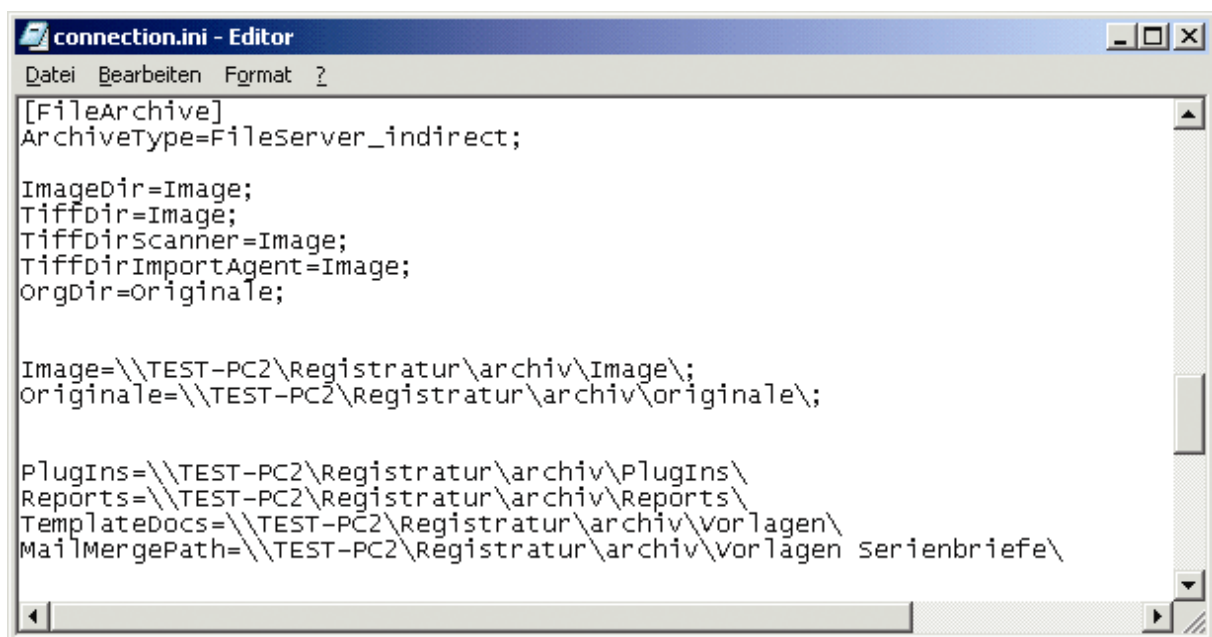 connection.ini - Editor
Datei Bearbeiten Format ?
[FileArchive]
ArchiveType=FileServer_indirect;
ImageDir=Image;
TiffDir=Image;
TiffDirScanner=Image;
TiffDirImportAgent=Image;
OrgDir=Originale;
Image=\\TEST-PC2\Registratur\archiv\Image\;
Originale=\\TEST-PC2\Registratur\archiv\originale\;
PlugIns=\\TEST-PC2\Registratur\archiv\PlugIns\
Reports=\\TEST-PC2\Registratur\archiv\Reports\
TemplateDocs=\\TEST-PC2\Registratur\archiv\Vorlagen\
MailMergePath=\\TEST-PC2\Registratur\archiv\Vorlagen Serienbriefe\